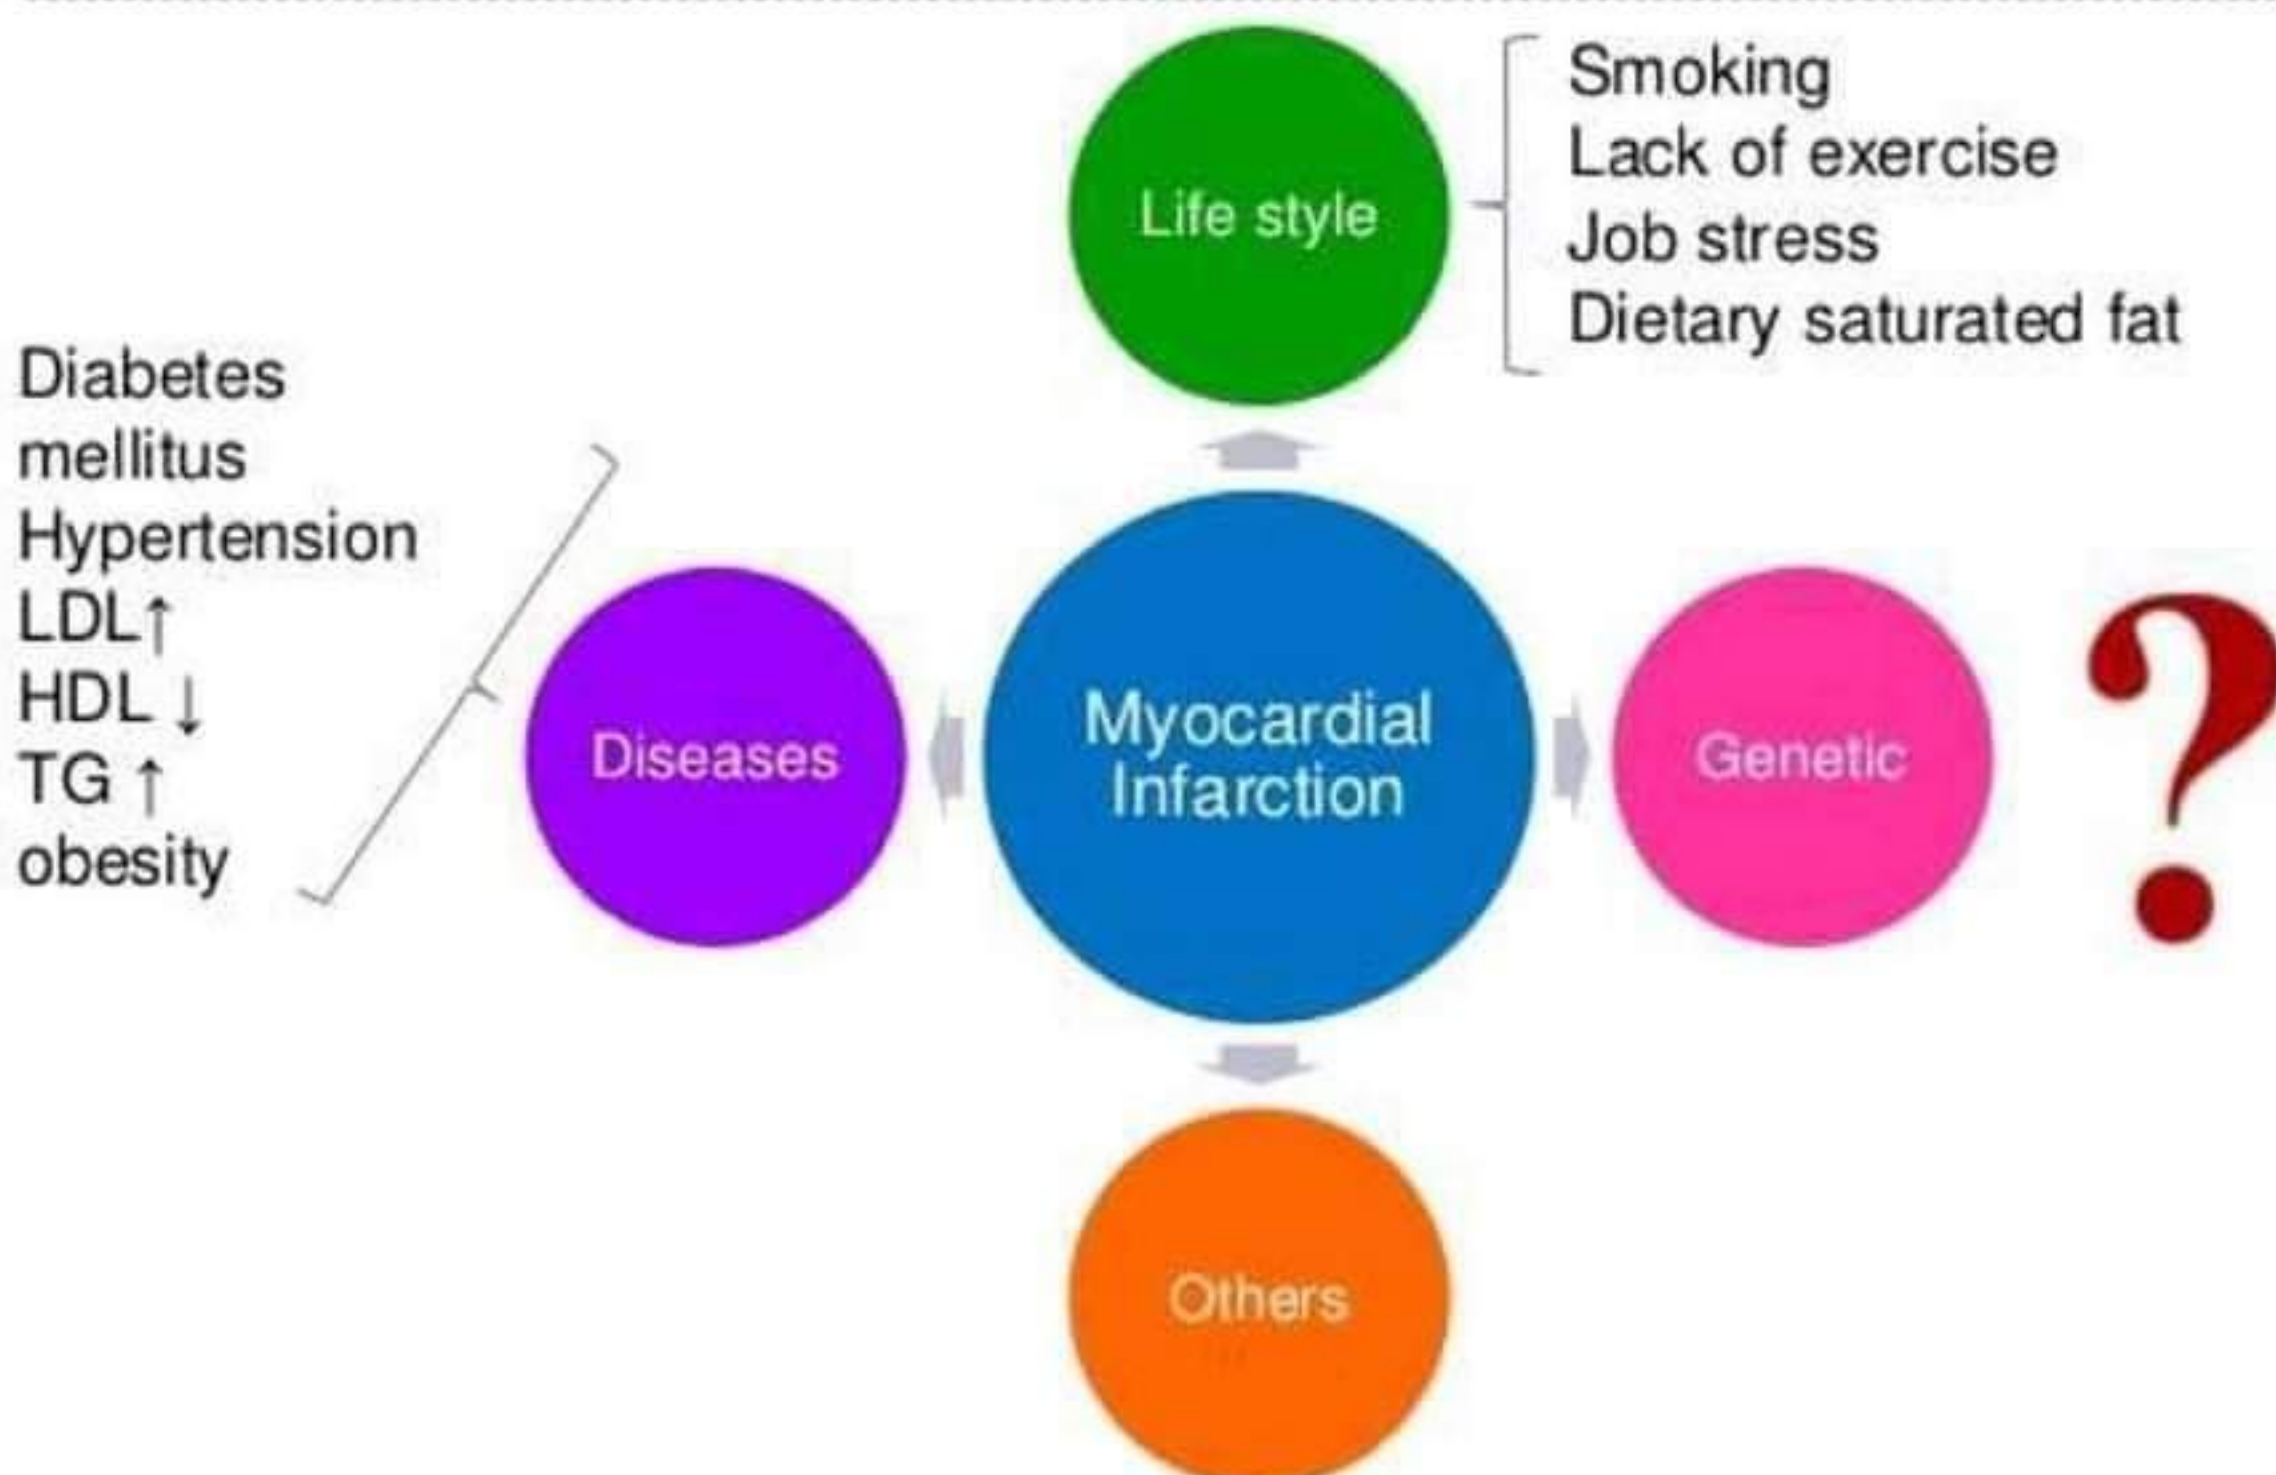 Life style
Smoking
Lack of exercise
Job stress
Dietary saturated fat
Diabetes
mellitus
Hypertension
LDL↑
HDL ↓
TG ↑
obesity
Diseases
Myocardial
Infarction
Genetic
?
Others